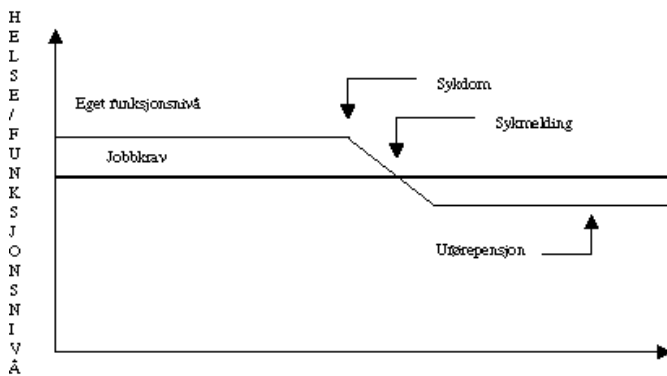 HELSE/FUNKSJONSNIVÅ
Sykdom
Eget funksjonsnivå
Sykmelding
Jobbkrav
Uførepensjon